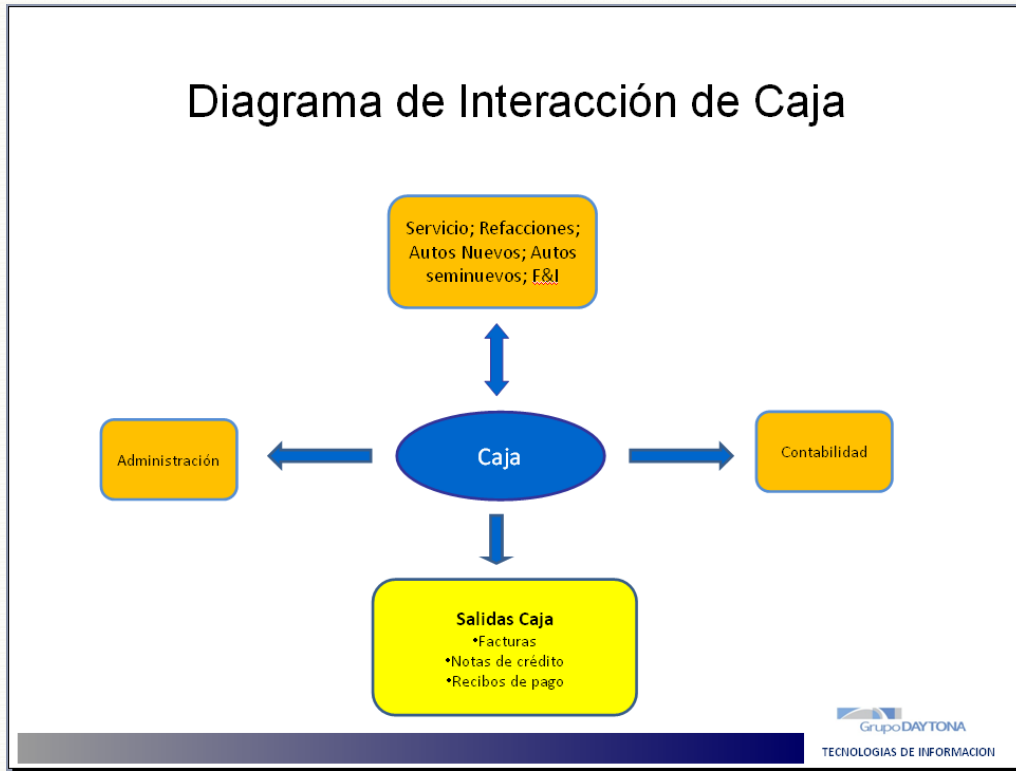 Diagrama de Interacción de Caja
Servicio; Refacciones;
Autos Nuevos; Autos
seminuevos; F&I
Administración
Caja
Contabilidad
Salidas Caja
•Facturas
•Notas de crédito
•Recibos de pago
GrupoDAYTONA
TECNOLOGIAS DE INFORMACION